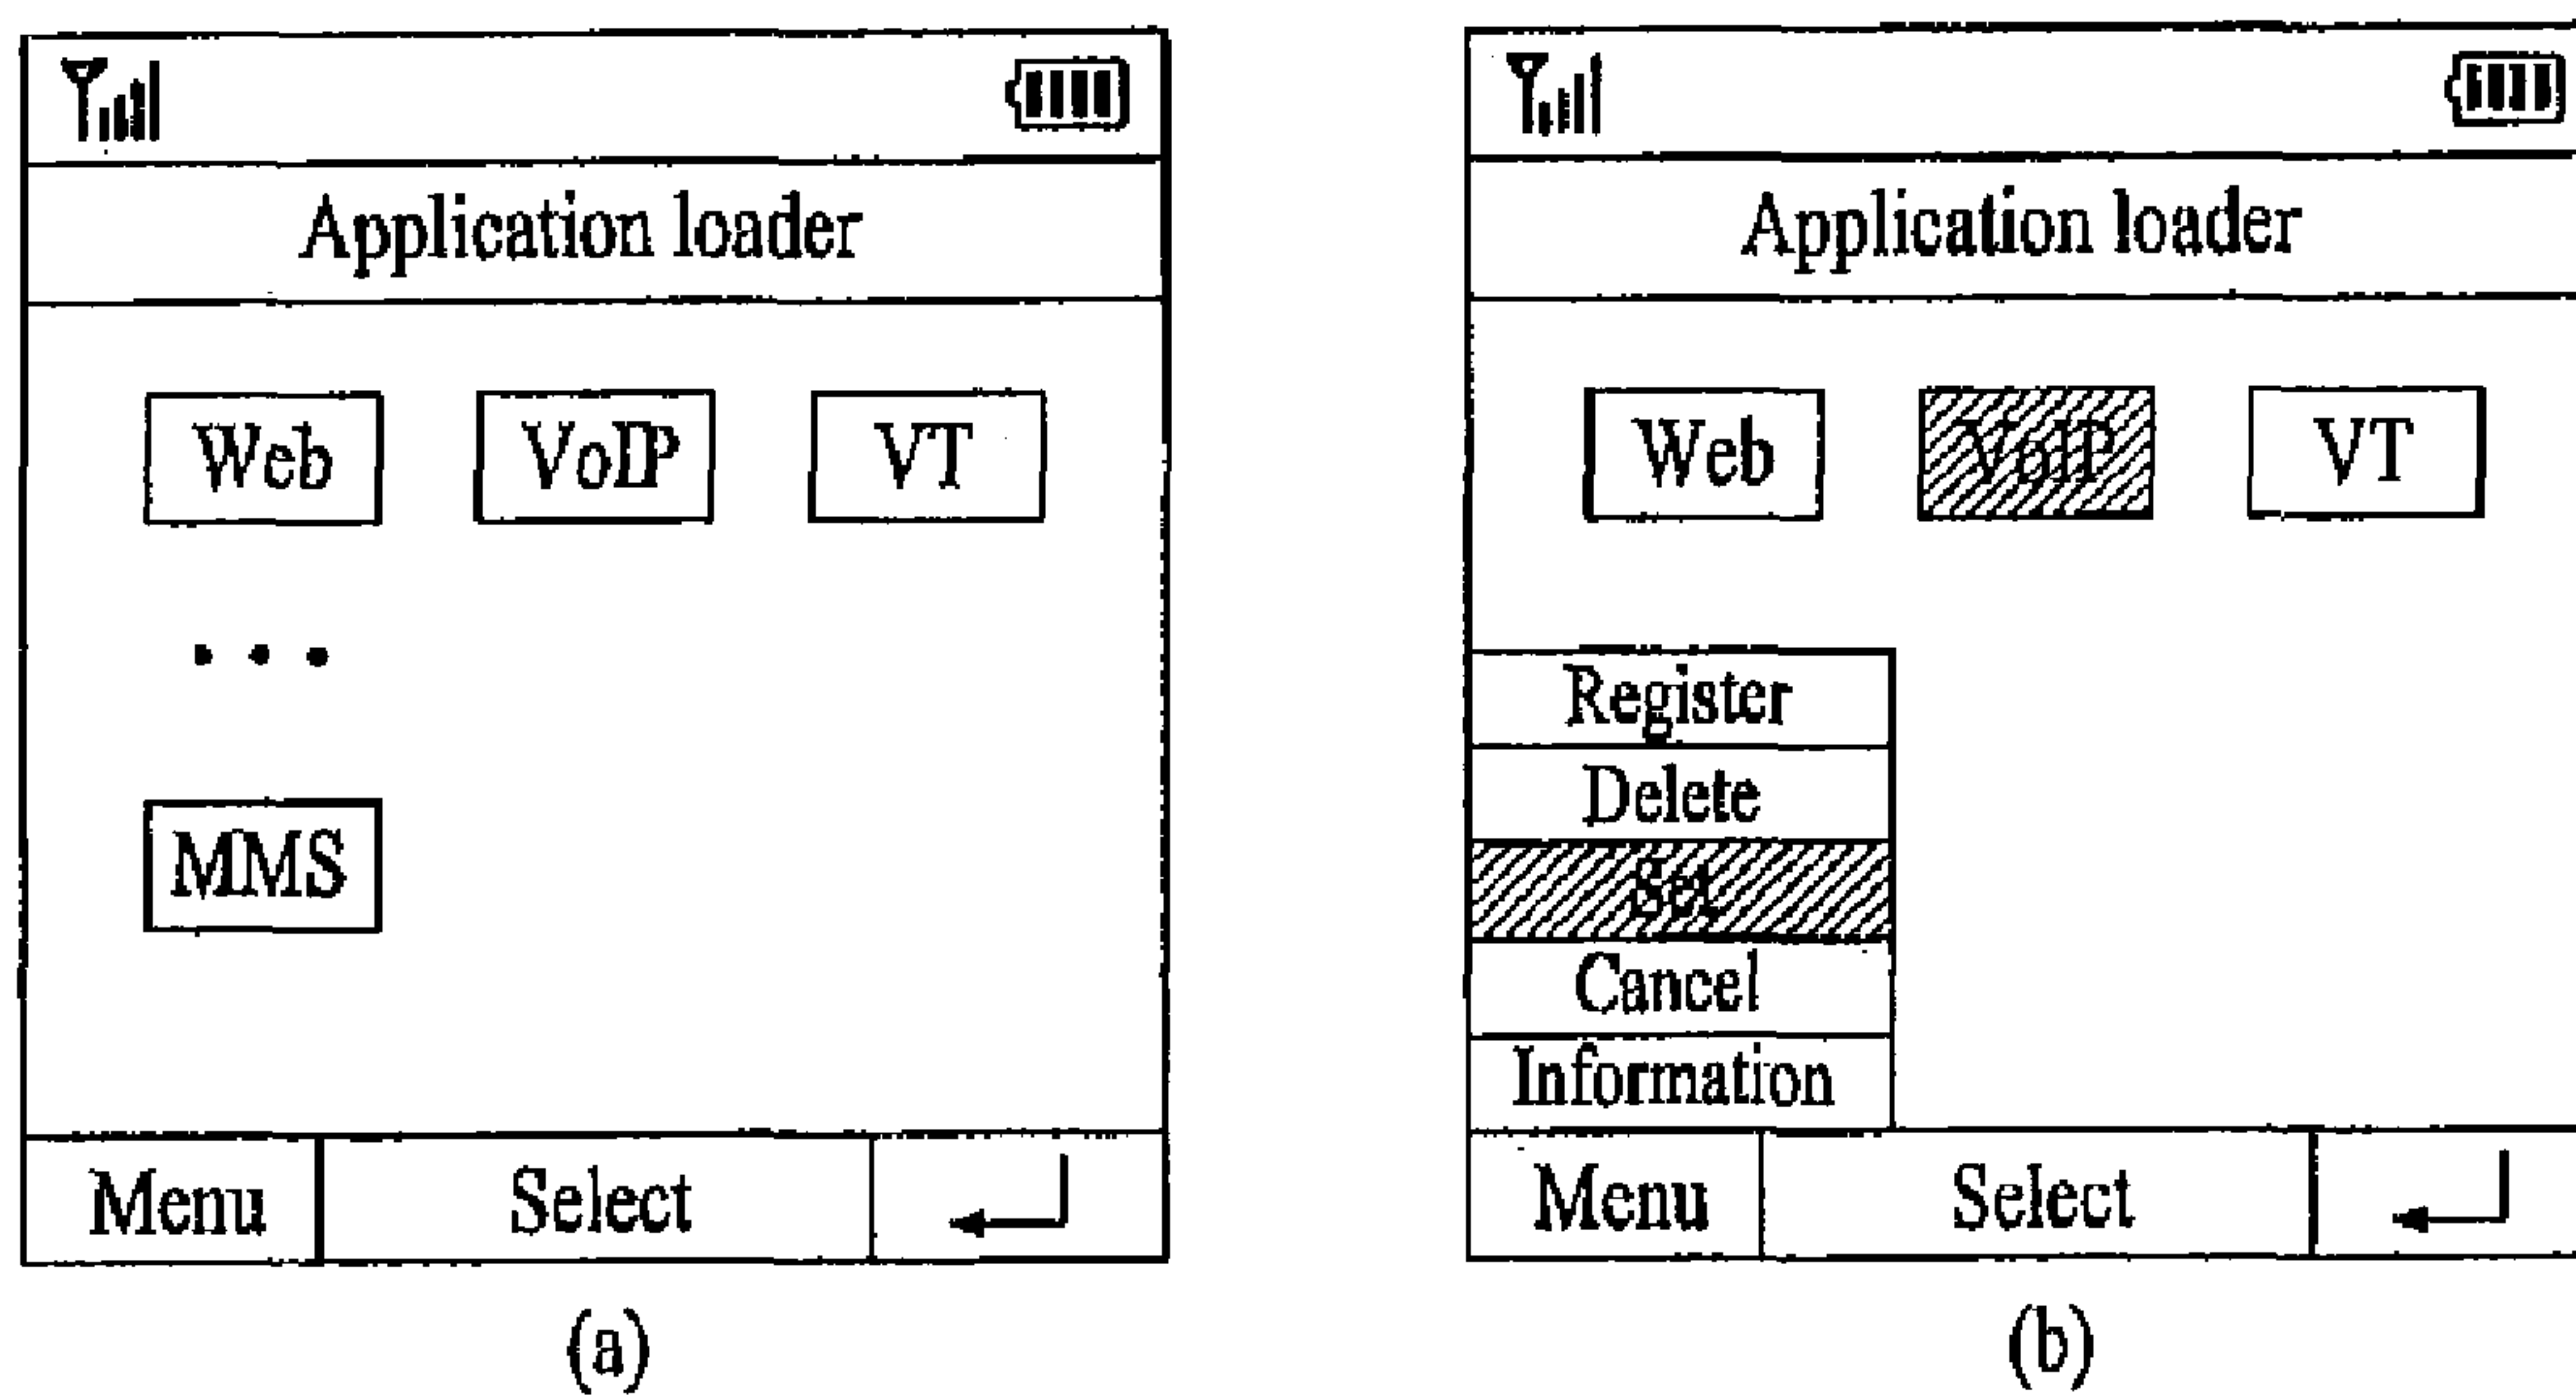 Application loader
Web VoIP VT
• • •
MMS
Menu Select
(a)
Application loader
Web VoIP VT
Register
Delete
Set
Cancel
Information
Menu Select
(b)